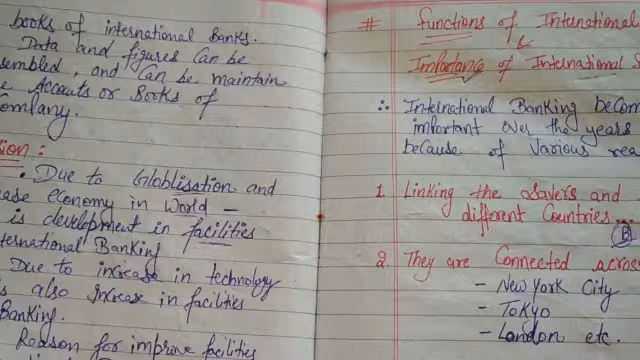 books of international Banks.
Data and figures can be
sembled, and can be maintain
e Accouts or Books of
ompany.
sion :
• Due to Globlisation and
ase economy in World –
is development in facilities
ternational Banking
Due to increase in technology
s also increase in facilities
Banking.
Reason for improve facilities
# Functions of International
&
Importance of International S
∴ International Banking becom
important over the years
because of various rea
1. Linking the Savers and
different Countries...
B
2. They are Connected across
– New York City
– Tokyo
– London etc.